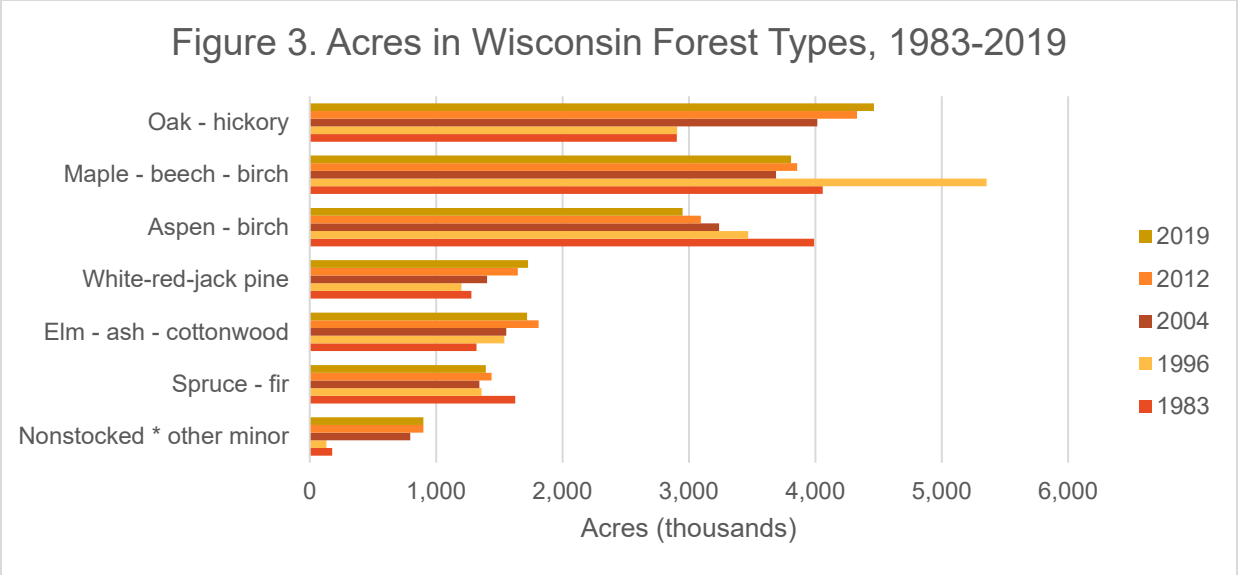 Figure 3. Acres in Wisconsin Forest Types, 1983-2019
Oak - hickory
Maple - beech - birch
Aspen - birch
White-red-jack pine
Elm - ash - cottonwood
Spruce - fir
Nonstocked * other minor
0 1,000 2,000 3,000 4,000 5,000 6,000
Acres (thousands)
2019
2012
2004
1996
1983